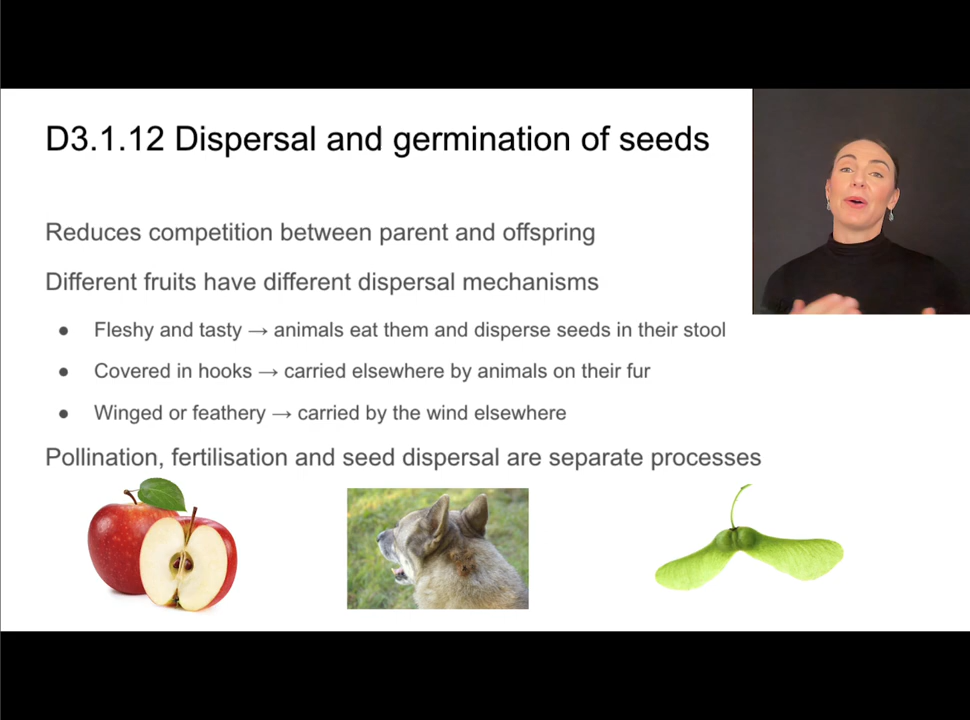 D3.1.12 Dispersal and germination of seeds
Reduces competition between parent and offspring
Different fruits have different dispersal mechanisms
● Fleshy and tasty → animals eat them and disperse seeds in their stool
● Covered in hooks → carried elsewhere by animals on their fur
● Winged or feathery → carried by the wind elsewhere
Pollination, fertilisation and seed dispersal are separate processes